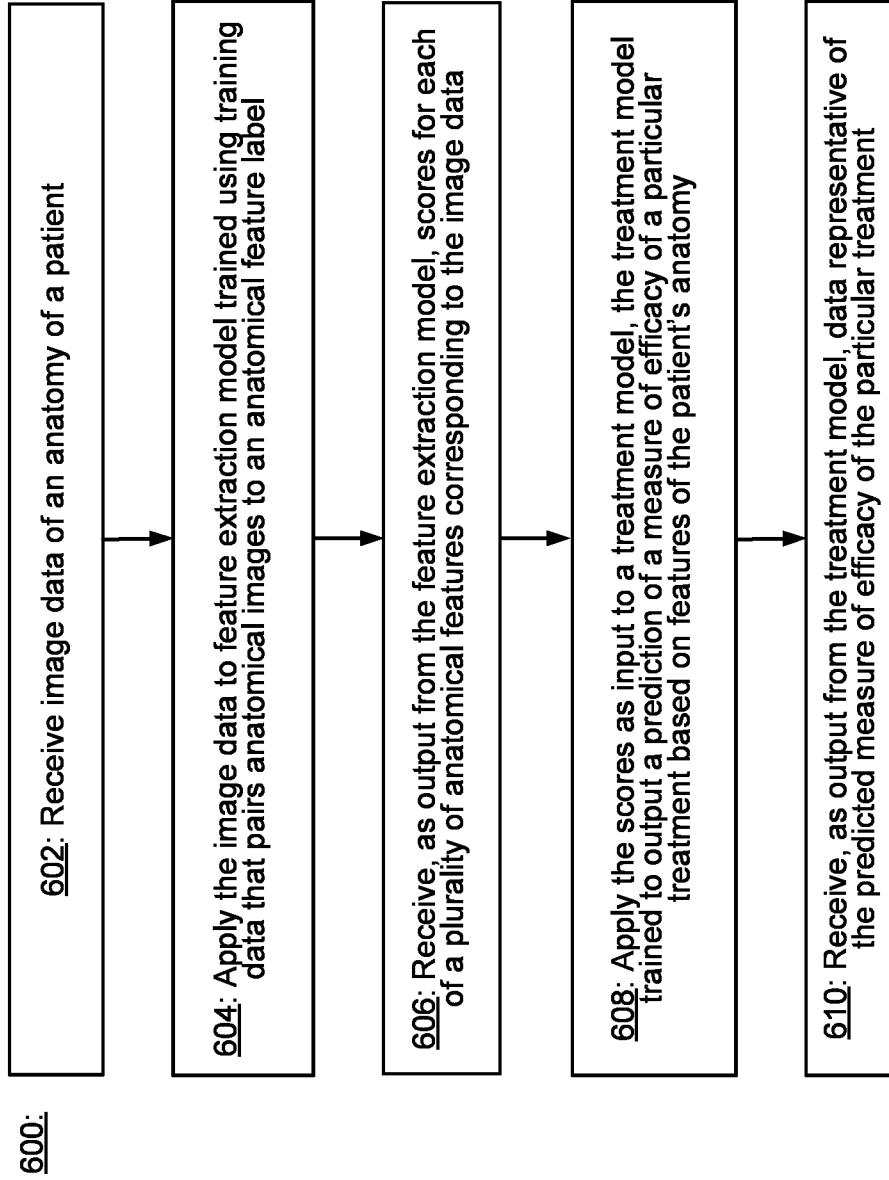 600:
602: Receive image data of an anatomy of a patient
604: Apply the image data to feature extraction model trained using training
data that pairs anatomical images to an anatomical feature label
606: Receive, as output from the feature extraction model, scores for each
of a plurality of anatomical features corresponding to the image data
608: Apply the scores as input to a treatment model, the treatment model
trained to output a prediction of a measure of efficacy of a particular
treatment based on features of the patient's anatomy
610: Receive, as output from the treatment model, data representative of
the predicted measure of efficacy of the particular treatment